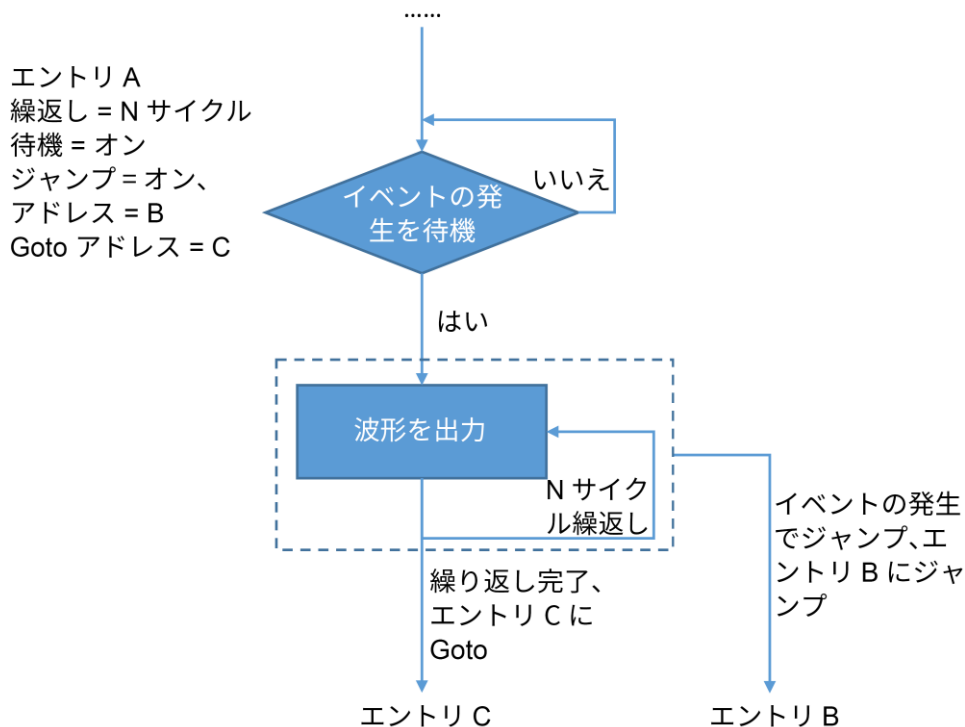 ……
エントリ A
繰返し = N サイクル
待機 = オン
ジャンプ = オン、
アドレス = B
Goto アドレス = C
イベントの発
生を待機
いいえ
はい
波形を出力
N サイク
ル繰返し
イベントの発生
でジャンプ、エ
ントリ B にジャ
ンプ
繰り返し完了、
エントリ C に
Goto
エントリ C
エントリ B